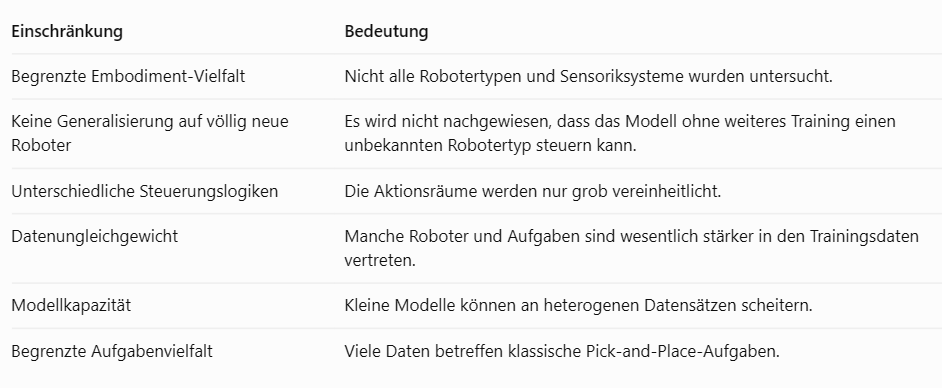 Einschränkung Bedeutung
Begrenzte Embodiment-Vielfalt Nicht alle Robotertypen und Sensoriksysteme wurden untersucht.
Keine Generalisierung auf völlig neue Es wird nicht nachgewiesen, dass das Modell ohne weiteres Training einen
Roboter unbekannten Robotertyp steuern kann.
Unterschiedliche Steuerungslogiken Die Aktionsräume werden nur grob vereinheitlicht.
Datenungleichgewicht Manche Roboter und Aufgaben sind wesentlich stärker in den Trainingsdaten
vertreten.
Modellkapazität Kleine Modelle können an heterogenen Datensätzen scheitern.
Begrenzte Aufgabenvielfalt Viele Daten betreffen klassische Pick-and-Place-Aufgaben.